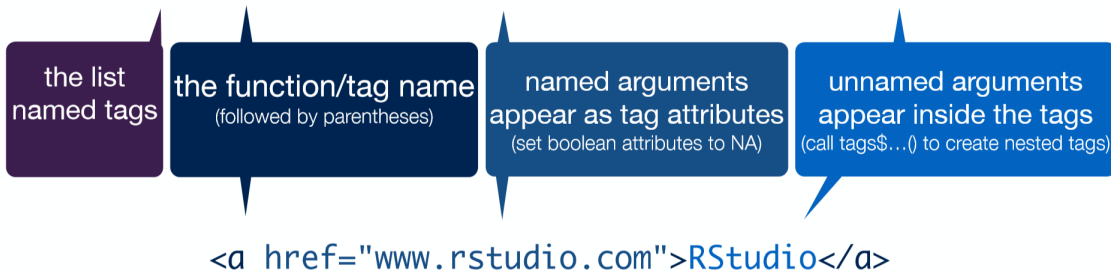 the list
named tags
the function/tag name
(followed by parentheses)
named arguments
appear as tag attributes
(set boolean attributes to NA)
unnamed arguments
appear inside the tags
(call tags$...() to create nested tags)
<a href="www.rstudio.com">RStudio</a>